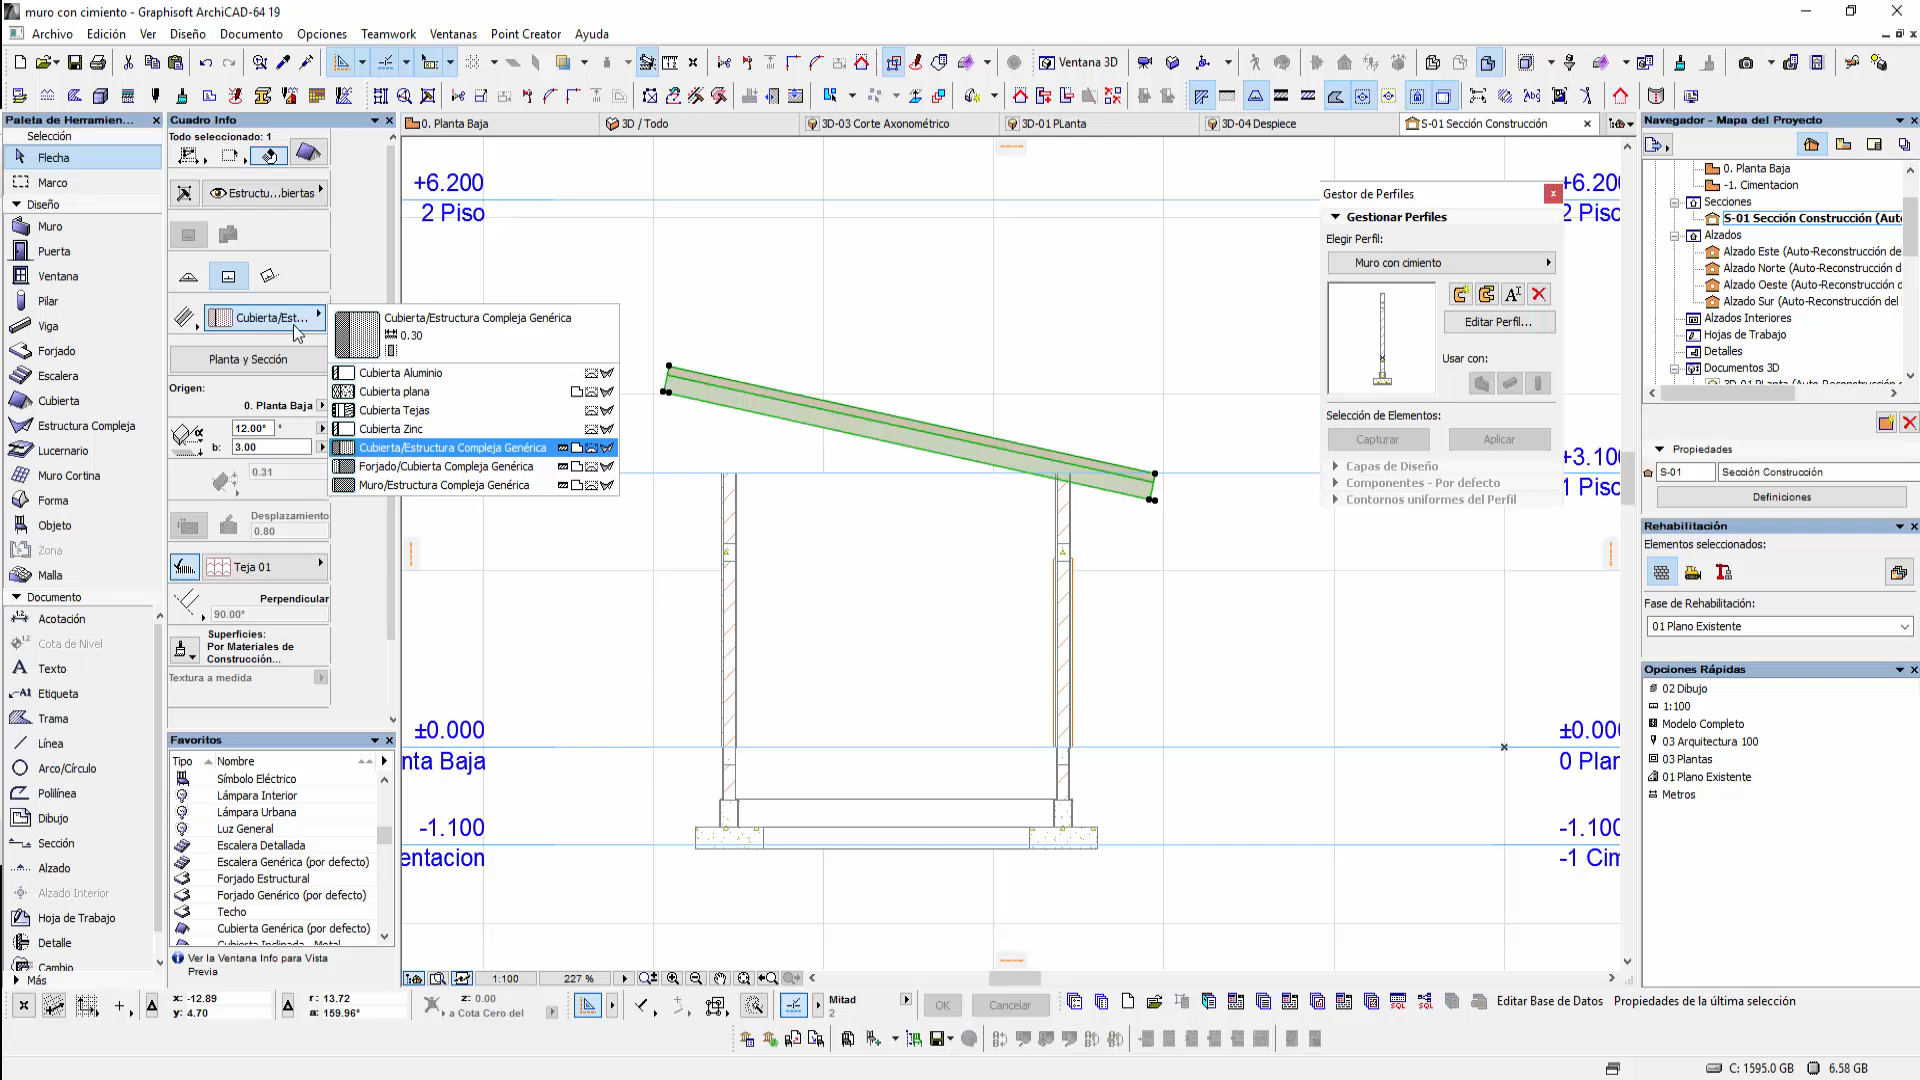 muro con cimiento - Graphisoft ArchiCAD-64 19
Archivo Edición Ver Diseño Documento Opciones Teamwork Ventanas Point Creator Ayuda
Ventana 3D
Paleta de Herramien...
Selección
Flecha
Marco
Diseño
Muro
Puerta
Ventana
Pilar
Viga
Forjado
Escalera
Cubierta
Estructura Compleja
Lucernario
Muro Cortina
Forma
Objeto
Zona
Malla
Documento
Acotación
Cota de Nivel
Texto
Etiqueta
Trama
Línea
Arco/Círculo
Polilínea
Dibujo
Sección
Alzado
Alzado Interior
Hoja de Trabajo
Detalle
Cambio
Más
Cuadro Info
Todo seleccionado: 1
Estructu...biertas
Cubierta/Est...
Planta y Sección
Origen:
0. Planta Baja
12.00° °
b: 3.00
0.31
Desplazamiento
0.80
Teja 01
Perpendicular
90.00°
Superficies:
Por Materiales de
Construcción...
Textura a medida
Favoritos
Tipo Nombre
Símbolo Eléctrico
Lámpara Interior
Lámpara Urbana
Luz General
Escalera Detallada
Escalera Genérica (por defecto)
Forjado Estructural
Forjado Genérico (por defecto)
Techo
Cubierta Genérica (por defecto)
Cubierta Inclinada - Metal
Ver la Ventana Info para Vista
Previa
Cubierta/Estructura Compleja Genérica
0.30
Cubierta Aluminio
Cubierta plana
Cubierta Tejas
Cubierta Zinc
Cubierta/Estructura Compleja Genérica
Forjado/Cubierta Compleja Genérica
Muro/Estructura Compleja Genérica
0. Planta Baja
3D / Todo
3D-03 Corte Axonométrico
3D-01 PLanta
3D-04 Despiece
S-01 Sección Construcción
+6.200
2 Piso
±0.000
nta Baja
-1.100
entacion
+6.200
2 Piso
+3.100
1 Piso
±0.000
0 Plar
-1.100
-1 Cim
Gestor de Perfiles
Gestionar Perfiles
Elegir Perfil:
Muro con cimiento
Editar Perfil...
Usar con:
Selección de Elementos:
Capturar Aplicar
Capas de Diseño
Componentes - Por defecto
Contornos uniformes del Perfil
Navegador - Mapa del Proyecto
0. Planta Baja
-1. Cimentacion
Secciones
S-01 Sección Construcción (Auto
Alzados
Alzado Este (Auto-Reconstrucción de
Alzado Norte (Auto-Reconstrucción d
Alzado Oeste (Auto-Reconstrucción d
Alzado Sur (Auto-Reconstrucción del
Alzados Interiores
Hojas de Trabajo
Detalles
Documentos 3D
3D-01 Planta (Auto-Reconstrucción d
Propiedades
S-01 Sección Construcción
Definiciones
Rehabilitación
Elementos seleccionados:
Fase de Rehabilitación:
01 Plano Existente
Opciones Rápidas
02 Dibujo
1:100
Modelo Completo
03 Arquitectura 100
03 Plantas
01 Plano Existente
Metros
1:100 227 %
x: -12.89
y: 4.70
r: 13.72
a: 159.96°
z: 0.00
a Cota Cero del
Mitad
2
OK Cancelar
Editar Base de Datos Propiedades de la última selección
C: 1595.0 GB 6.58 GB